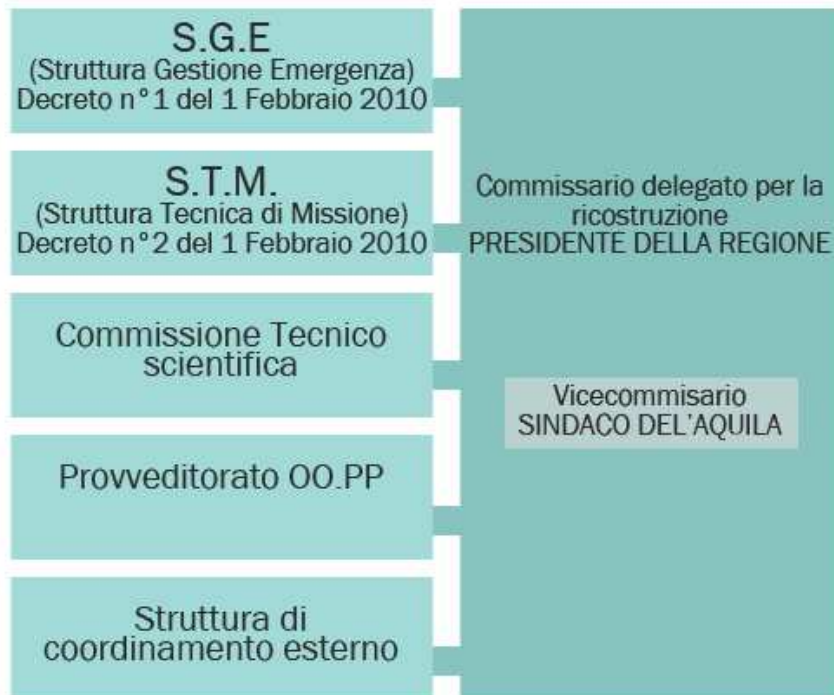 S.G.E
(Struttura Gestione Emergenza)
Decreto n°1 del 1 Febbraio 2010
S.T.M.
(Struttura Tecnica di Missione)
Decreto n°2 del 1 Febbraio 2010
Commissione Tecnico
scientifica
Provveditorato OO.PP
Struttura di
coordinamento esterno
Commissario delegato per la
ricostruzione
PRESIDENTE DELLA REGIONE
Vicecommisario
SINDACO DEL'AQUILA